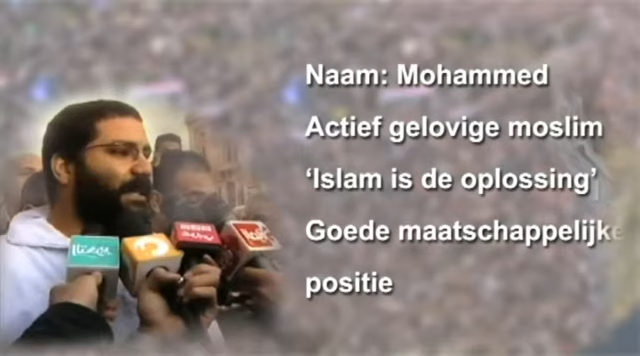 Naam: Mohammed
Actief gelovige moslim
‘Islam is de oplossing’
Goede maatschappelijke
positie